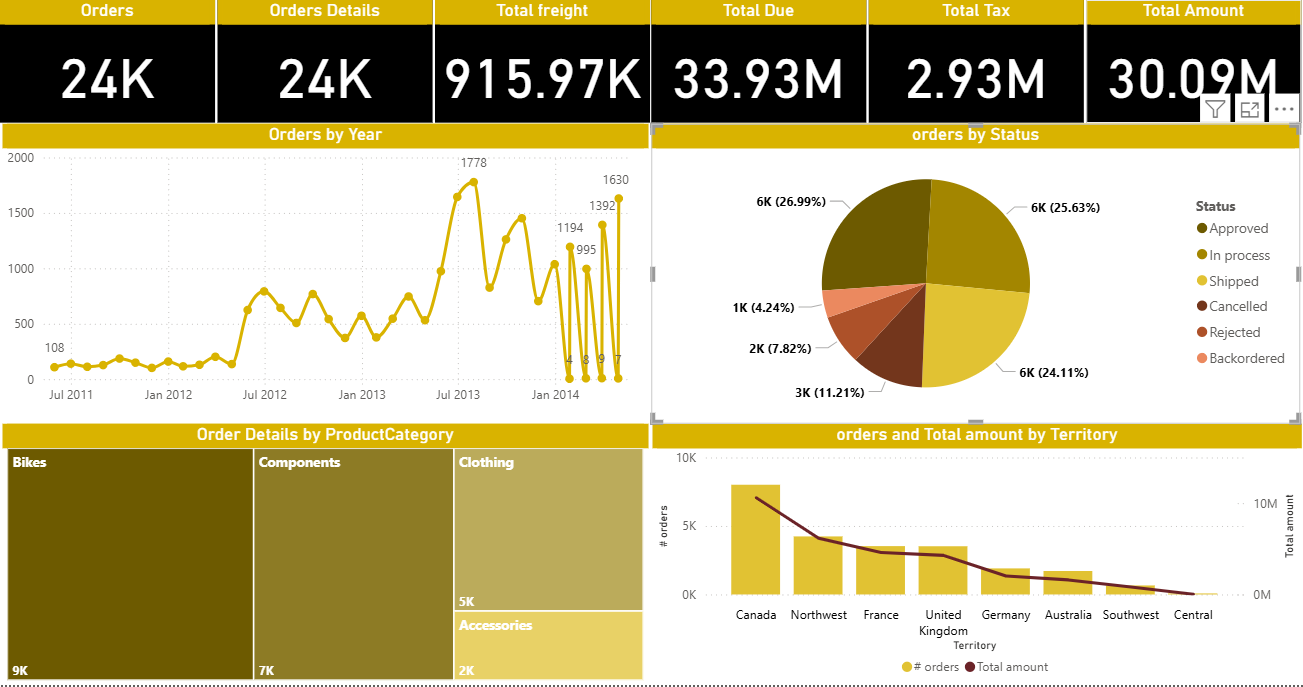 Orders
24K
Orders Details
24K
Total freight
915.97K
Total Due
33.93M
Total Tax
2.93M
Total Amount
30.09M
Orders by Year
2000
1500
1000
500
0
108
1778
1194
995
1392
1630
4
8
9
7
Jul 2011
Jan 2012
Jul 2012
Jan 2013
Jul 2013
Jan 2014
orders by Status
6K (26.99%)
6K (25.63%)
1K (4.24%)
2K (7.82%)
3K (11.21%)
6K (24.11%)
Status
Approved
In process
Shipped
Cancelled
Rejected
Backordered
Order Details by ProductCategory
Bikes
9K
Components
7K
Clothing
5K
Accessories
2K
orders and Total amount by Territory
# orders
10K
5K
0K
10M
0M
Total amount
Canada
Northwest
France
United
Kingdom
Germany
Australia
Southwest
Central
Territory
# orders
Total amount